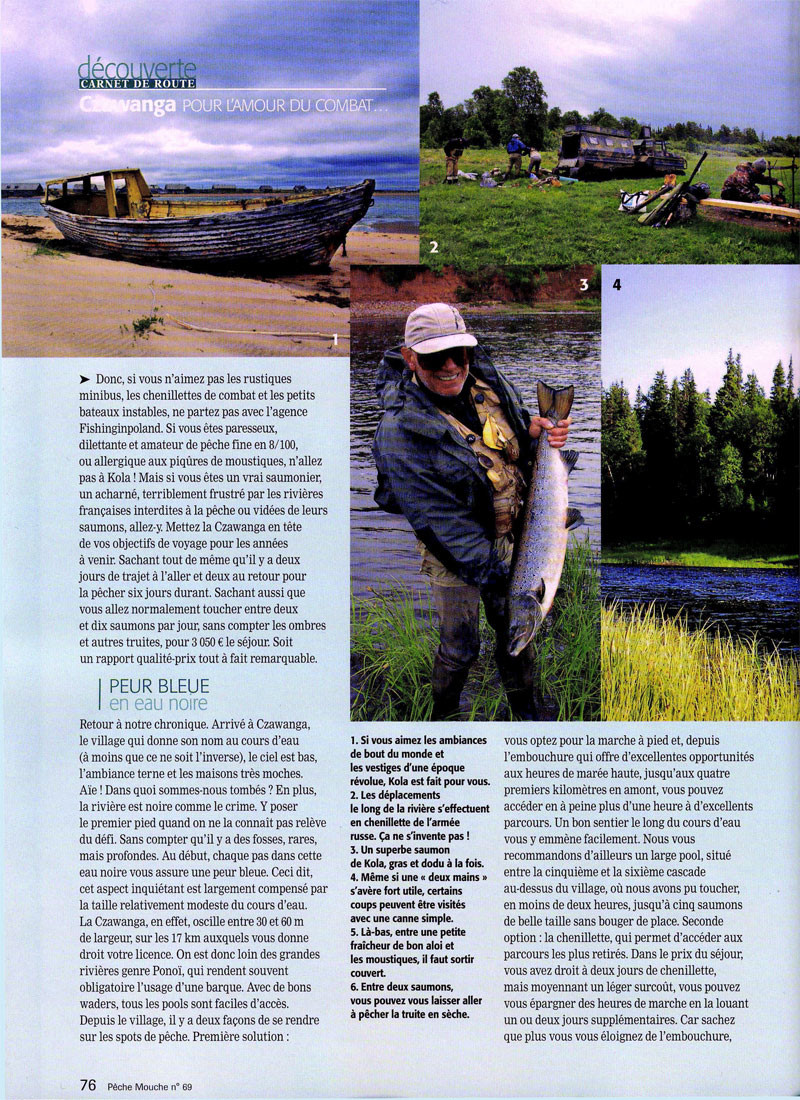 découverte
CARNET DE ROUTE
Czawanga POUR L'AMOUR DU COMBAT...
1
2
3
4
➤ Donc, si vous n'aimez pas les rustiques
minibus, les chenillettes de combat et les petits
bateaux instables, ne partez pas avec l'agence
Fishinginpoland. Si vous êtes paresseux,
dilettante et amateur de pêche fine en 8/100,
ou allergique aux piqûres de moustiques, n'allez
pas à Kola ! Mais si vous êtes un vrai saumonier,
un acharné, terriblement frustré par les rivières
françaises interdites à la pêche ou vidées de leurs
saumons, allez-y. Mettez la Czawanga en tête
de vos objectifs de voyage pour les années
à venir. Sachant tout de même qu'il y a deux
jours de trajet à l'aller et deux au retour pour
la pêcher six jours durant. Sachant aussi que
vous allez normalement toucher entre deux
et dix saumons par jour, sans compter les ombres
et autres truites, pour 3 050 € le séjour. Soit
un rapport qualité-prix tout à fait remarquable.
PEUR BLEUE
en eau noire
Retour à notre chronique. Arrivé à Czawanga,
le village qui donne son nom au cours d'eau
(à moins que ce ne soit l'inverse), le ciel est bas,
l'ambiance terne et les maisons très moches.
Aïe ! Dans quoi sommes-nous tombés ? En plus,
la rivière est noire comme le crime. Y poser
le premier pied quand on ne la connaît pas relève
du défi. Sans compter qu'il y a des fosses, rares,
mais profondes. Au début, chaque pas dans cette
eau noire vous assure une peur bleue. Ceci dit,
cet aspect inquiétant est largement compensé par
la taille relativement modeste du cours d'eau.
La Czawanga, en effet, oscille entre 30 et 60 m
de largeur, sur les 17 km auxquels vous donne
droit votre licence. On est donc loin des grandes
rivières genre Ponoï, qui rendent souvent
obligatoire l'usage d'une barque. Avec de bons
waders, tous les pools sont faciles d'accès.
Depuis le village, il y a deux façons de se rendre
sur les spots de pêche. Première solution :
1. Si vous aimez les ambiances
de bout du monde et
les vestiges d'une époque
révolue, Kola est fait pour vous.
2. Les déplacements
le long de la rivière s'effectuent
en chenillette de l'armée
russe. Ça ne s'invente pas !
3. Un superbe saumon
de Kola, gras et dodu à la fois.
4. Même si une « deux mains »
s'avère fort utile, certains
coups peuvent être visités
avec une canne simple.
5. Là-bas, entre une petite
fraîcheur de bon aloi et
les moustiques, il faut sortir
couvert.
6. Entre deux saumons,
vous pouvez vous laisser aller
à pêcher la truite en sèche.
vous optez pour la marche à pied et, depuis
l'embouchure qui offre d'excellentes opportunités
aux heures de marée haute, jusqu'aux quatre
premiers kilomètres en amont, vous pouvez
accéder en à peine plus d'une heure à d'excellents
parcours. Un bon sentier le long du cours d'eau
vous y emmène facilement. Nous vous
recommandons d'ailleurs un large pool, situé
entre la cinquième et la sixième cascade
au-dessus du village, où nous avons pu toucher,
en moins de deux heures, jusqu'à cinq saumons
de belle taille sans bouger de place. Seconde
option : la chenillette, qui permet d'accéder aux
parcours les plus retirés. Dans le prix du séjour,
vous avez droit à deux jours de chenillette,
mais moyennant un léger surcoût, vous pouvez
vous épargner des heures de marche en la louant
un ou deux jours supplémentaires. Car sachez
que plus vous vous éloignez de l'embouchure,
76 Pêche Mouche n° 69